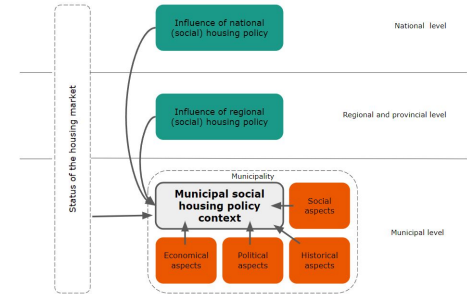 Status of the housing market
Influence of national
(social) housing policy
National level
Influence of regional
(social) housing policy
Regional and provincial level
Municipality
Municipal social
housing policy
context
Social
aspects
Municipal level
Economical
aspects
Political
aspects
Historical
aspects